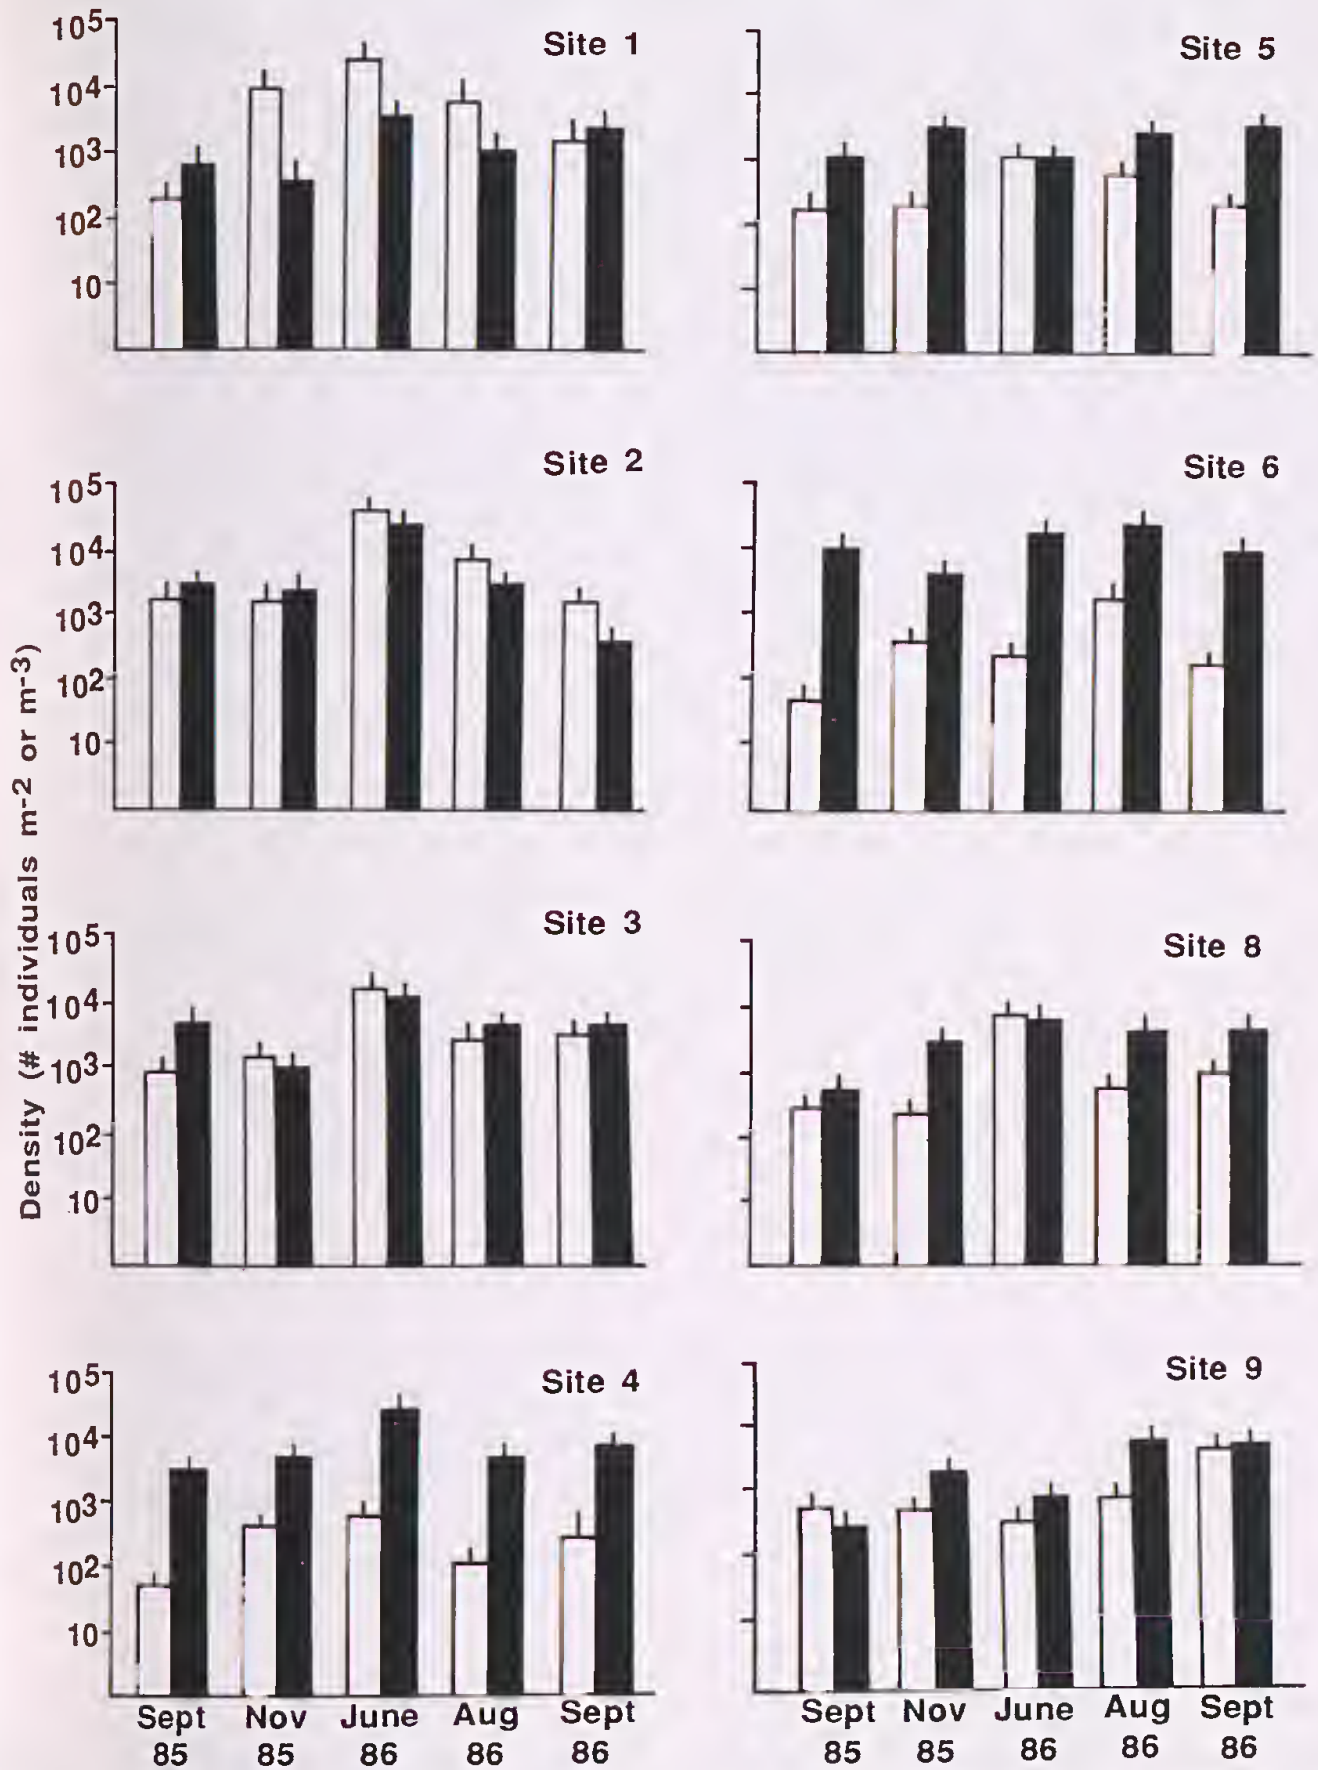 Density (# individuals m-2 or m-3)
Site 1
10⁵
10⁴
10³
10²
10
Site 5
Site 2
10⁵
10⁴
10³
10²
10
Site 6
Site 3
10⁵
10⁴
10³
10²
10
Site 8
Site 4
10⁵
10⁴
10³
10²
10
Sept Nov June Aug Sept
85 85 86 86 86
Site 9
Sept Nov June Aug Sept
85 85 86 86 86